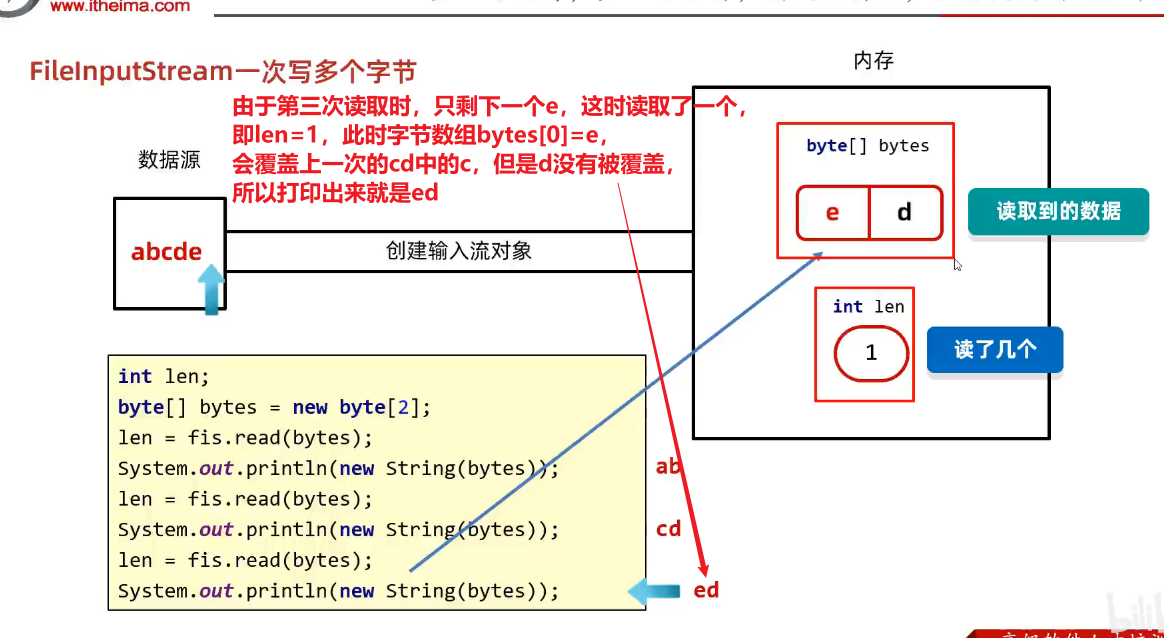 www.itheima.com
FileInputStream一次写多个字节
由于第三次读取时，只剩下一个e，这时读取了一个，
即len=1，此时字节数组bytes[0]=e，
会覆盖上一次的cd中的c，但是d没有被覆盖，
所以打印出来就是ed
内存
数据源
abcde
创建输入流对象
byte[] bytes
e d
读取到的数据
int len
1
读了几个
int len;
byte[] bytes = new byte[2];
len = fis.read(bytes);
System.out.println(new String(bytes));
ab
len = fis.read(bytes);
System.out.println(new String(bytes));
cd
len = fis.read(bytes);
System.out.println(new String(bytes));
ed